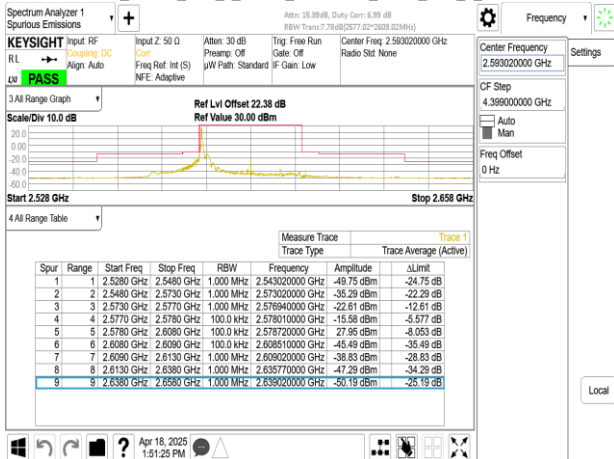 Spectrum Analyzer 1
Spurious Emissions
Attn: 15.39dB, Duty Corr: 6.99 dB
RBW Trans:7.78dB(2577.02~2609.02MHz)
Frequency
KEYSIGHT
RL
LXI
PASS
Input: RF
Coupling: DC
Align: Auto
Input Z: 50 Ω
Corr
Freq Ref: Int (S)
NFE: Adaptive
Atten: 30 dB
Preamp: Off
µW Path: Standard
Trig: Free Run
Gate: Off
IF Gain: Low
Center Freq: 2.593020000 GHz
Radio Std: None
Center Frequency
2.593020000 GHz
Settings
CF Step
4.399000000 GHz
Auto
Man
Freq Offset
0 Hz
Local
3 All Range Graph
Scale/Div 10.0 dB
Ref Lvl Offset 22.38 dB
Ref Value 30.00 dBm
20.0
0.00
-20.0
-40.0
-60.0
Start 2.528 GHz
Stop 2.658 GHz
4 All Range Table
Measure Trace Trace 1
Trace Type Trace Average (Active)
Spur Range Start Freq Stop Freq RBW Frequency Amplitude ΔLimit
1 1 2.5280 GHz 2.5480 GHz 1.000 MHz 2.543020000 GHz -49.75 dBm -24.75 dB
2 2 2.5480 GHz 2.5730 GHz 1.000 MHz 2.573020000 GHz -35.29 dBm -22.29 dB
3 3 2.5730 GHz 2.5770 GHz 1.000 MHz 2.576940000 GHz -22.61 dBm -12.61 dB
4 4 2.5770 GHz 2.5780 GHz 100.0 kHz 2.578010000 GHz -15.58 dBm -5.577 dB
5 5 2.5780 GHz 2.6080 GHz 100.0 kHz 2.578720000 GHz 27.95 dBm -8.053 dB
6 6 2.6080 GHz 2.6090 GHz 100.0 kHz 2.608510000 GHz -45.49 dBm -35.49 dB
7 7 2.6090 GHz 2.6130 GHz 1.000 MHz 2.609020000 GHz -38.83 dBm -28.83 dB
8 8 2.6130 GHz 2.6380 GHz 1.000 MHz 2.635770000 GHz -47.29 dBm -34.29 dB
9 9 2.6380 GHz 2.6580 GHz 1.000 MHz 2.639020000 GHz -50.19 dBm -25.19 dB
?
Apr 18, 2025
1:51:25 PM